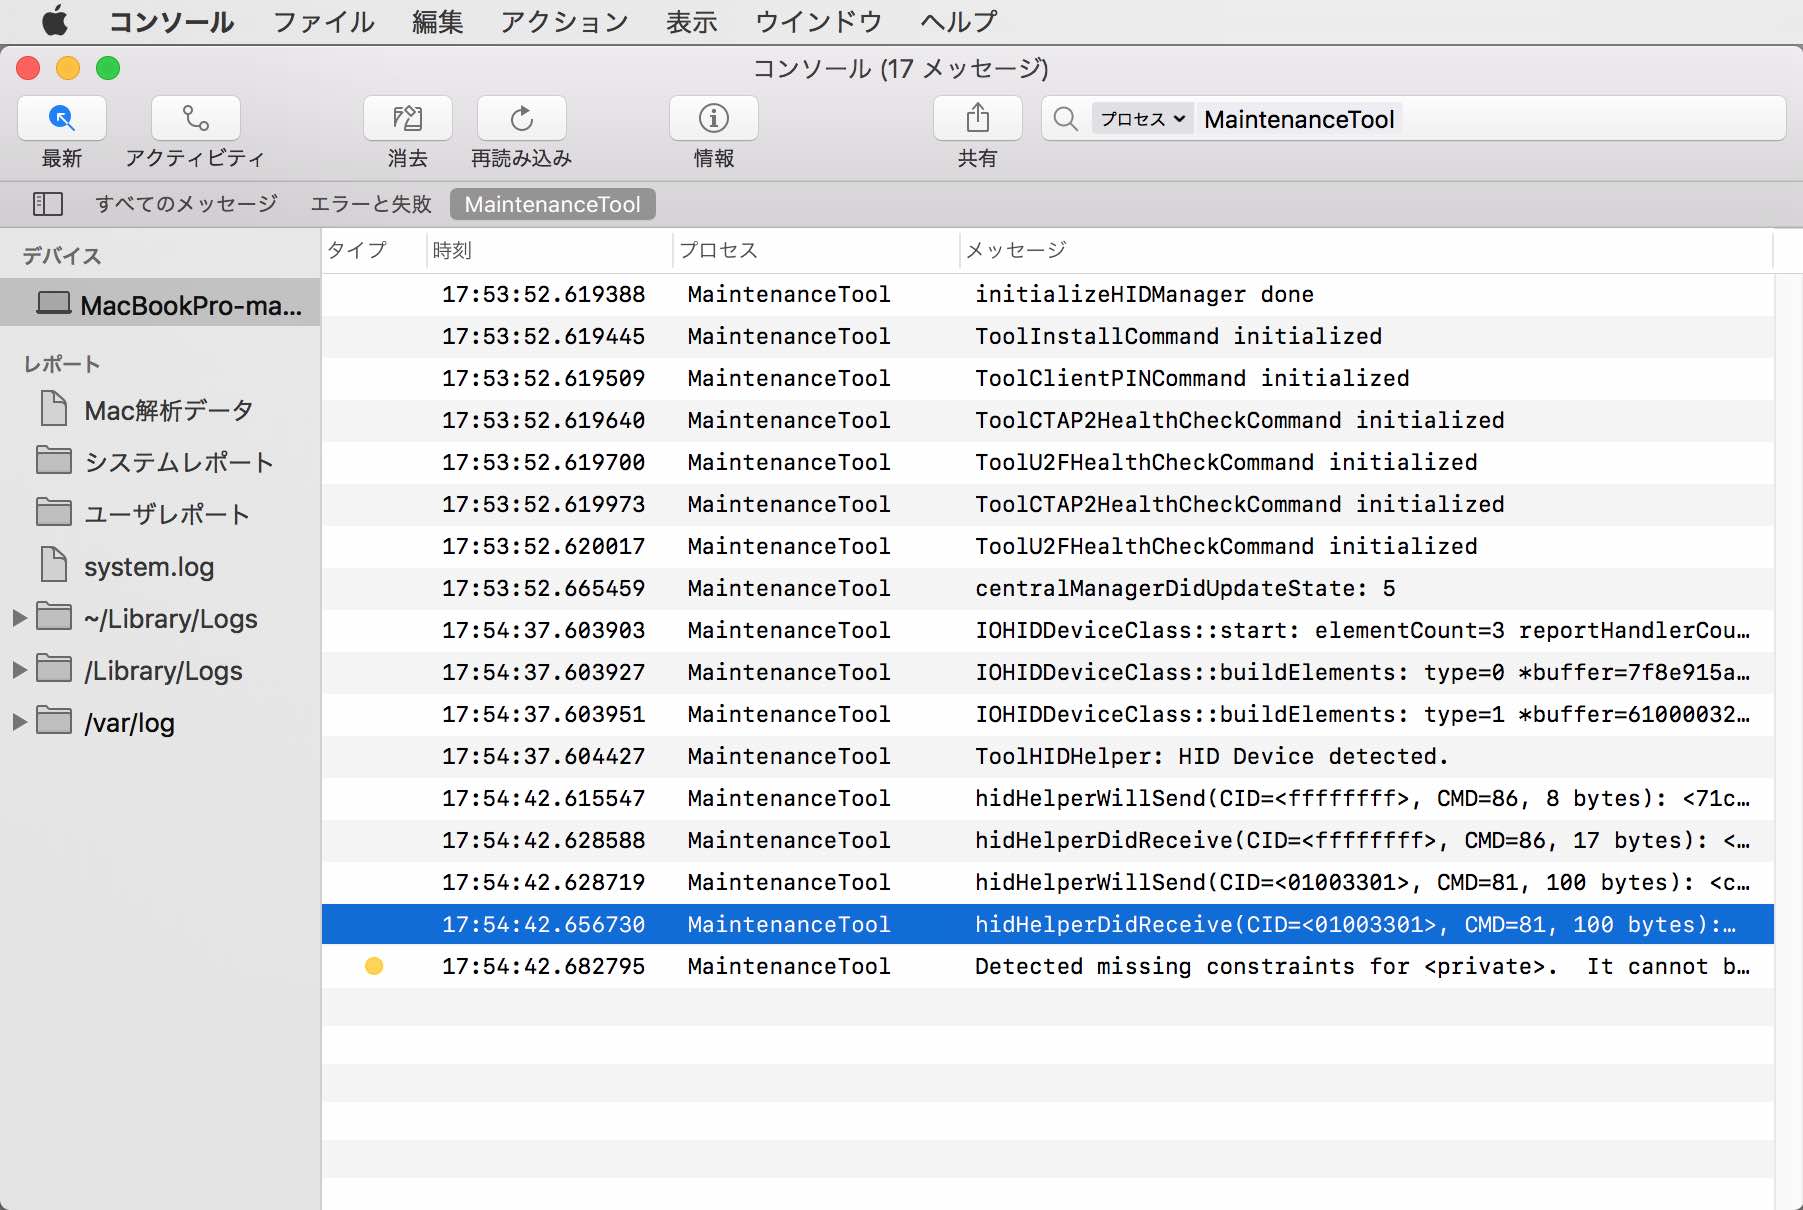 コンソール ファイル 編集 アクション 表示 ウインドウ ヘルプ
コンソール (17 メッセージ)
プロセス MaintenanceTool
最新 アクティビティ 消去 再読み込み 情報 共有
すべてのメッセージ エラーと失敗 MaintenanceTool
デバイス
MacBookPro-ma...
レポート
Mac解析データ
システムレポート
ユーザレポート
system.log
~/Library/Logs
/Library/Logs
/var/log
タイプ 時刻 プロセス メッセージ
17:53:52.619388 MaintenanceTool initializeHIDManager done
17:53:52.619445 MaintenanceTool ToolInstallCommand initialized
17:53:52.619509 MaintenanceTool ToolClientPINCommand initialized
17:53:52.619640 MaintenanceTool ToolCTAP2HealthCheckCommand initialized
17:53:52.619700 MaintenanceTool ToolU2FHealthCheckCommand initialized
17:53:52.619973 MaintenanceTool ToolCTAP2HealthCheckCommand initialized
17:53:52.620017 MaintenanceTool ToolU2FHealthCheckCommand initialized
17:53:52.665459 MaintenanceTool centralManagerDidUpdateState: 5
17:54:37.603903 MaintenanceTool IOHIDDeviceClass::start: elementCount=3 reportHandlerCou…
17:54:37.603927 MaintenanceTool IOHIDDeviceClass::buildElements: type=0 *buffer=7f8e915a…
17:54:37.603951 MaintenanceTool IOHIDDeviceClass::buildElements: type=1 *buffer=61000032…
17:54:37.604427 MaintenanceTool ToolHIDHelper: HID Device detected.
17:54:42.615547 MaintenanceTool hidHelperWillSend(CID=<ffffffff>, CMD=86, 8 bytes): <71c…
17:54:42.628588 MaintenanceTool hidHelperDidReceive(CID=<ffffffff>, CMD=86, 17 bytes): <…
17:54:42.628719 MaintenanceTool hidHelperWillSend(CID=<01003301>, CMD=81, 100 bytes): <c…
17:54:42.656730 MaintenanceTool hidHelperDidReceive(CID=<01003301>, CMD=81, 100 bytes):…
17:54:42.682795 MaintenanceTool Detected missing constraints for <private>.  It cannot b…